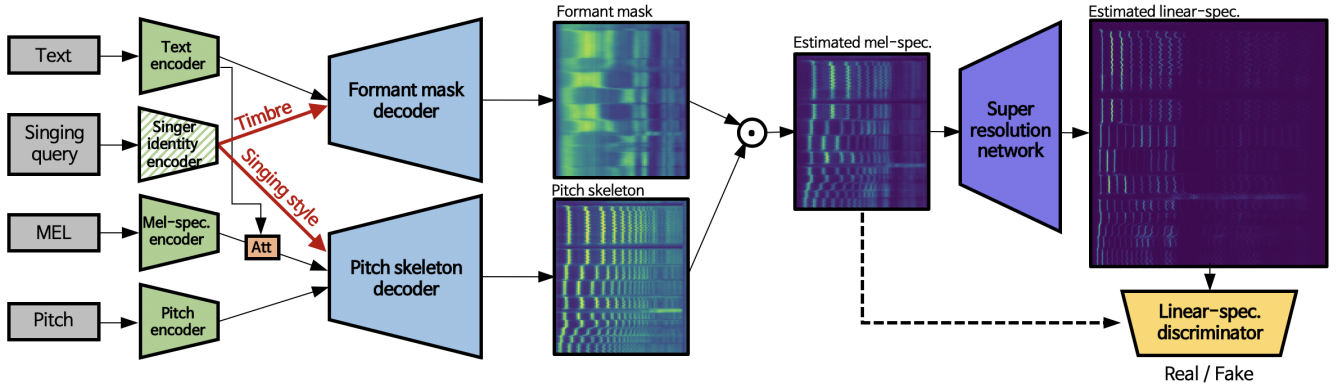 Text
Singing
query
MEL
Pitch
Text
encoder
Singer
identity
encoder
Mel-spec.
encoder
Pitch
encoder
Timbre
Singing style
Att
Formant mask
decoder
Pitch skeleton
decoder
Formant mask
Pitch skeleton
Estimated mel-spec.
Super
resolution
network
Estimated linear-spec.
Linear-spec.
discriminator
Real / Fake